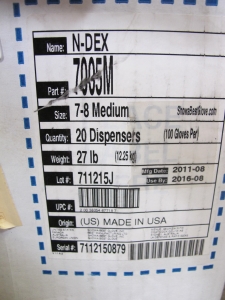 Name: N-DEX
Part #: 7005M
Size: 7-8 Medium ShowaBestGlove.com
Quantity: 20 Dispensers (100 Gloves Per)
Weight: 27 lb (12.25 kg)
Mfg Date: 2011-08
Lot #: 711215J Use By: 2016-08
UPC #:
Origin: (US) MADE IN USA
Serial #: 7112150879